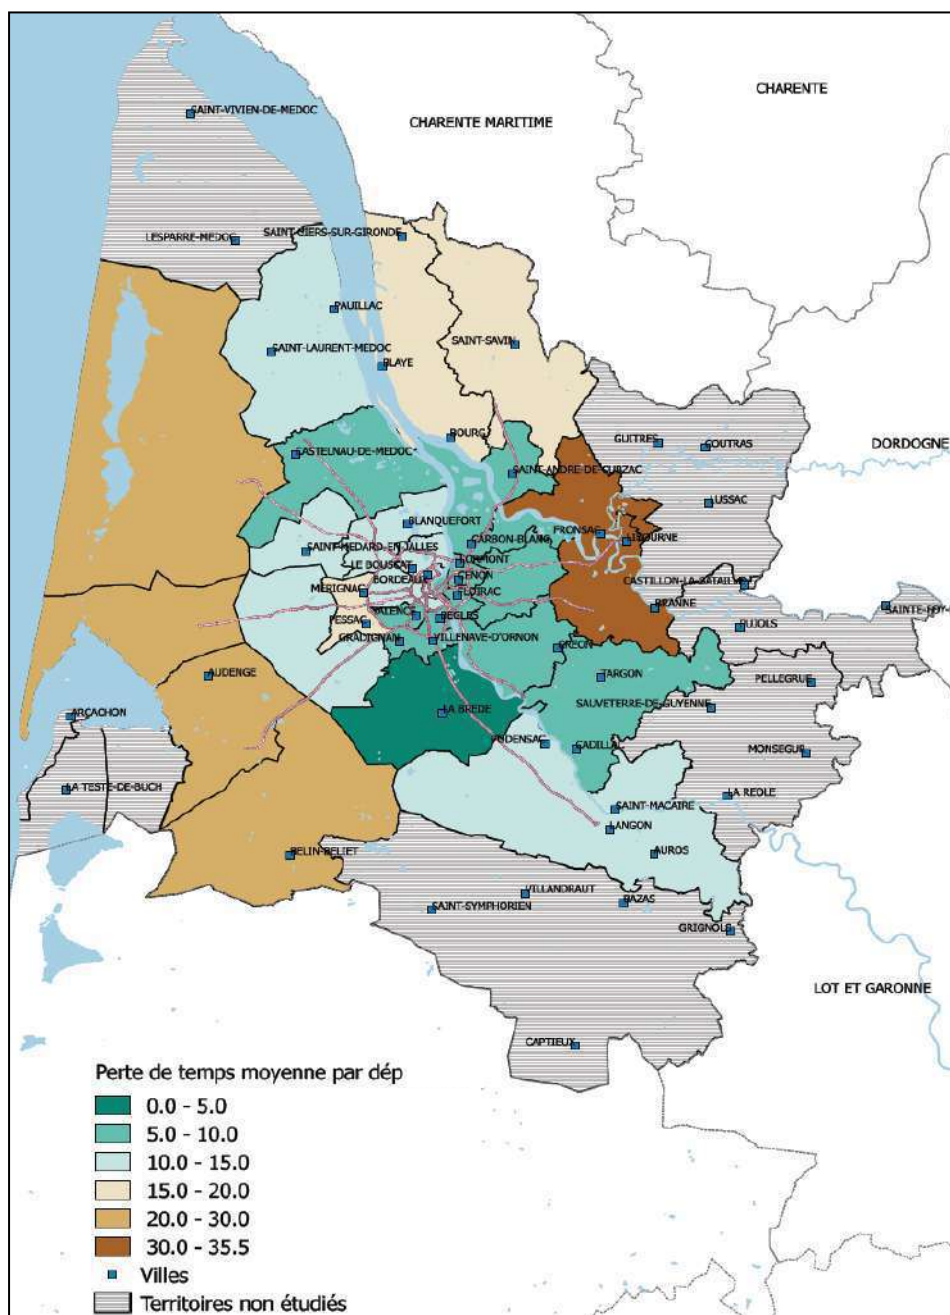 SAINT-VIVIEN-DE-MEDOC
CHARENTE
CHARENTE MARITIME
SAINT-CIERS-SUR-GIRONDE
LESPARRE-MEDOC
PAUILLAC
SAINT-SAVIN
SAINT-LAURENT-MEDOC
BLAYE
BOURG
GUITRES
COUTRAS
DORDOGNE
CASTELNAU-DE-MEDOC
SAINT-ANDRE-DE-CUBZAC
LUSSAC
BLANQUEFORT
FRONSAC
LIBOURNE
CARBON-BLANC
SAINT-MEDARD-EN-JALLES
LORMONT
LE BOUSCAT
BORDEAUX
CENON
CASTILLON-LA-BATAILLE
MERIGNAC
FLOIRAC
BRANNE
SAINTE-FOY
TALENCE
BEGLES
PESSAC
PUJOLS
GRADIGNAN
VILLENAVE-D'ORNON
CREON
AUDENGE
TARGON
PELLEGRUE
SAUVETERRE-DE-GUYENNE
ARCACHON
LA BREDE
PODENSAC
CADILLAC
MONSEGUR
LA TESTE-DE-BUCH
LA REOLE
SAINT-MACAIRE
LANGON
BELIN-BELIET
AUROS
VILLANDRAUT
SAINT-SYMPHORIEN
BAZAS
GRIGNOLS
LOT ET GARONNE
CAPTIEUX
Perte de temps moyenne par dép
0.0 - 5.0
5.0 - 10.0
10.0 - 15.0
15.0 - 20.0
20.0 - 30.0
30.0 - 35.5
Villes
Territoires non étudiés